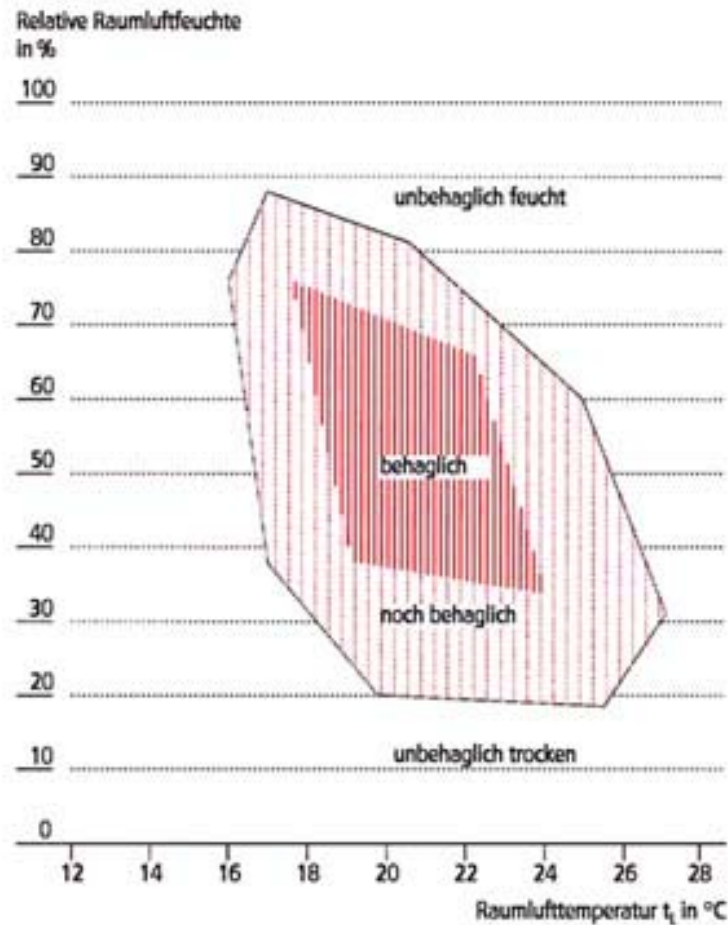 Relative Raumluftfeuchte
in %
100
90
unbehaglich feucht
80
70
60
50
behaglich
40
30
noch behaglich
20
10
unbehaglich trocken
0
12 14 16 18 20 22 24 26 28
Raumlufttemperatur t_L in °C